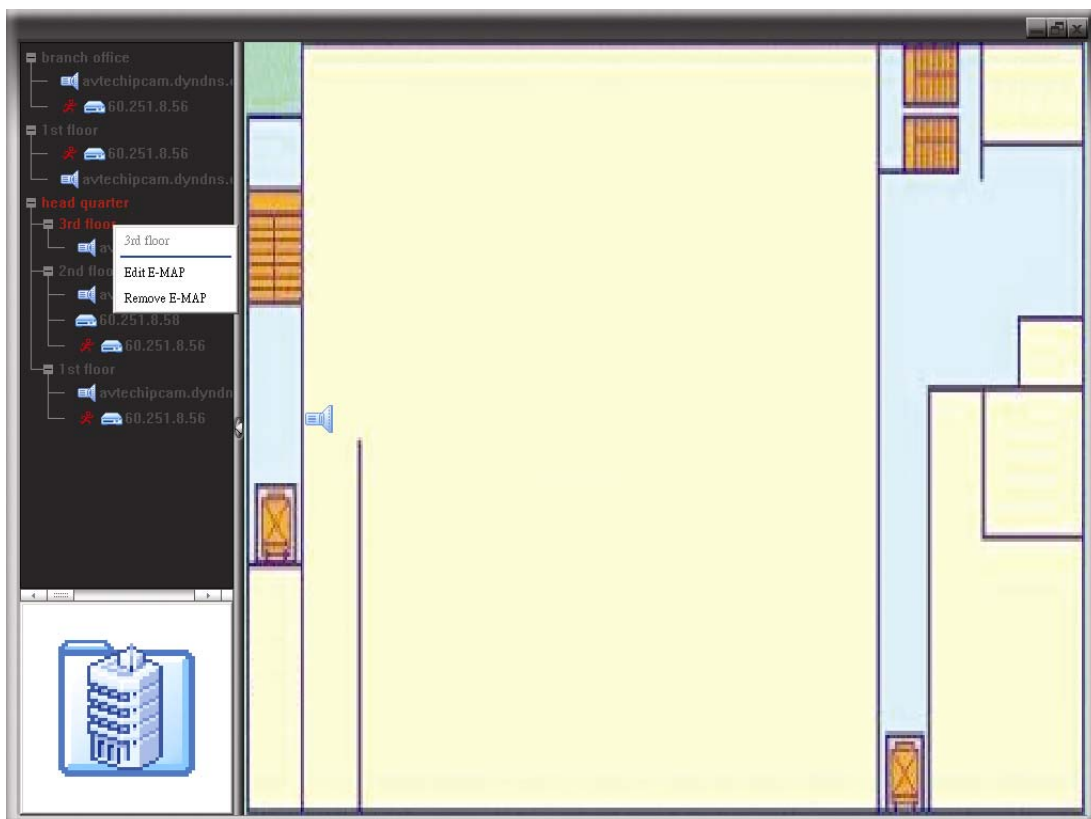 branch office
avtechipcam.dyndns.
60.251.8.56
1st floor
60.251.8.56
avtechipcam.dyndns.
head quarter
3rd floor
av
3rd floor
Edit E-MAP
Remove E-MAP
2nd floo
av
60.251.8.58
60.251.8.56
1st floor
avtechipcam.dyndn
60.251.8.56